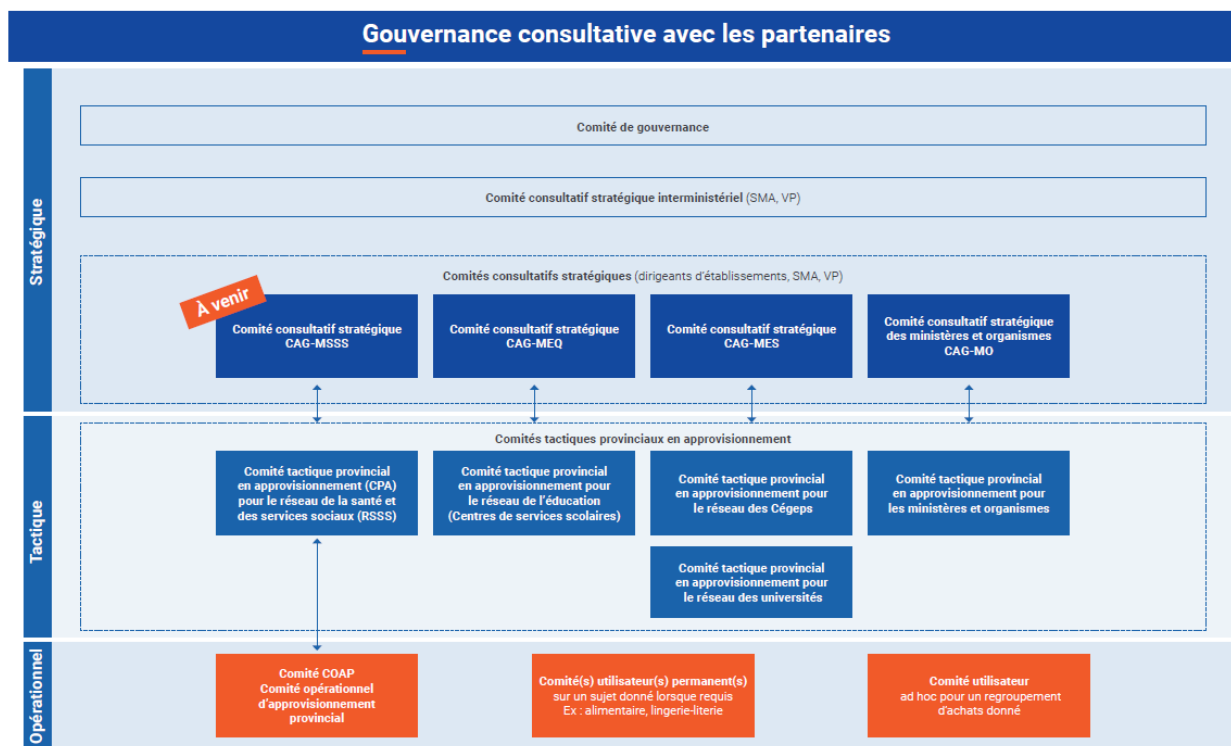 Gouvernance consultative avec les partenaires
Stratégique
Comité de gouvernance
Comité consultatif stratégique interministériel (SMA, VP)
Comités consultatifs stratégiques (dirigeants d'établissements, SMA, VP)
À venir
Comité consultatif stratégique
CAG-MSSS
Comité consultatif stratégique
CAG-MEQ
Comité consultatif stratégique
CAG-MES
Comité consultatif stratégique
des ministères et organismes
CAG-MO
Tactique
Comités tactiques provinciaux en approvisionnement
Comité tactique provincial
en approvisionnement (CPA)
pour le réseau de la santé et
des services sociaux (RSSS)
Comité tactique provincial
en approvisionnement pour
le réseau de l'éducation
(Centres de services scolaires)
Comité tactique provincial
en approvisionnement pour
le réseau des Cégeps
Comité tactique provincial
en approvisionnement pour
les ministères et organismes
Comité tactique provincial
en approvisionnement pour
le réseau des universités
Opérationnel
Comité COAP
Comité opérationnel
d'approvisionnement
provincial
Comité(s) utilisateur(s) permanent(s)
sur un sujet donné lorsque requis
Ex : alimentaire, lingerie-literie
Comité utilisateur
ad hoc pour un regroupement
d'achats donné